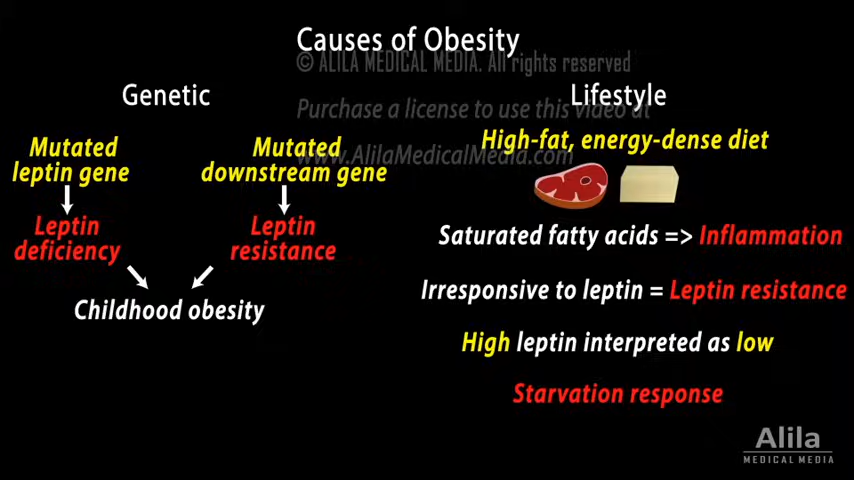 Causes of Obesity
© ALILA MEDICAL MEDIA. All rights reserved
Purchase a license to use this video at
www.AlilaMedicalMedia.com
Genetic
Mutated
leptin gene
Leptin
deficiency
Mutated
downstream gene
Leptin
resistance
Childhood obesity
Lifestyle
High-fat, energy-dense diet
Saturated fatty acids => Inflammation
Irresponsive to leptin = Leptin resistance
High leptin interpreted as low
Starvation response
Alila
MEDICAL MEDIA